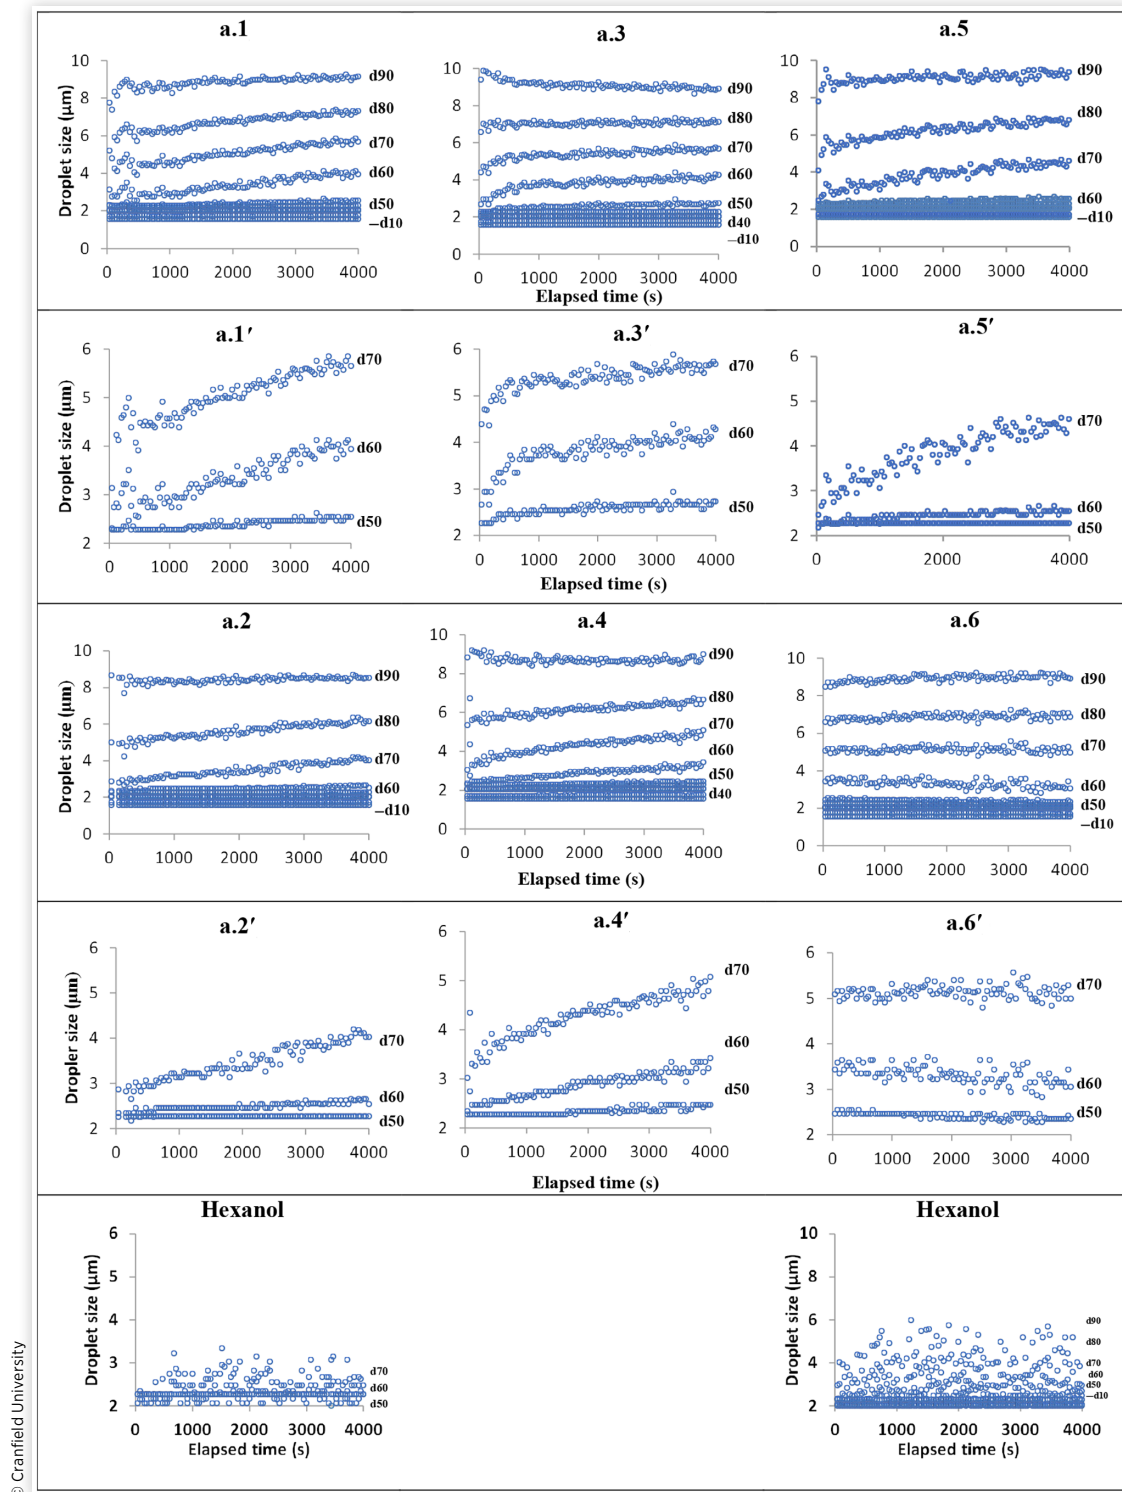 a.1
a.3
a.5
10
8
6
4
2
0
Droplet size (µm)
d90
d80
d70
d60
d50
–d10
0 1000 2000 3000 4000
10
8
6
4
2
0
d90
d80
d70
d60
d50
d40
–d10
0 1000 2000 3000 4000
Elapsed time (s)
10
8
6
4
2
0
d90
d80
d70
d60
–d10
0 1000 2000 3000 4000
a.1′
a.3′
a.5′
6
5
4
3
2
Droplet size (µm)
d70
d60
d50
0 1000 2000 3000 4000
6
5
4
3
2
d70
d60
d50
0 1000 2000 3000 4000
Elapsed time (s)
6
5
4
3
2
d70
d60
d50
0 2000 4000
a.2
a.4
a.6
10
8
6
4
2
0
Droplet size (µm)
d90
d80
d70
d60
–d10
0 1000 2000 3000 4000
10
8
6
4
2
0
d90
d80
d70
d60
d50
d40
0 1000 2000 3000 4000
Elapsed time (s)
10
8
6
4
2
0
d90
d80
d70
d60
d50
–d10
0 1000 2000 3000 4000
a.2′
a.4′
a.6′
6
5
4
3
2
Dropler size (µm)
d70
d60
d50
0 1000 2000 3000 4000
6
5
4
3
2
d70
d60
d50
0 1000 2000 3000 4000
Elapsed time (s)
6
5
4
3
2
d70
d60
d50
0 1000 2000 3000 4000
Hexanol
Hexanol
6
5
4
3
2
Droplet size (µm)
d70
d60
d50
0 1000 2000 3000 4000
Elapsed time (s)
10
8
6
4
2
Droplet size (µm)
d90
d80
d70
d60
d50
–d10
0 1000 2000 3000 4000
Elapsed time (s)
© Cranfield University